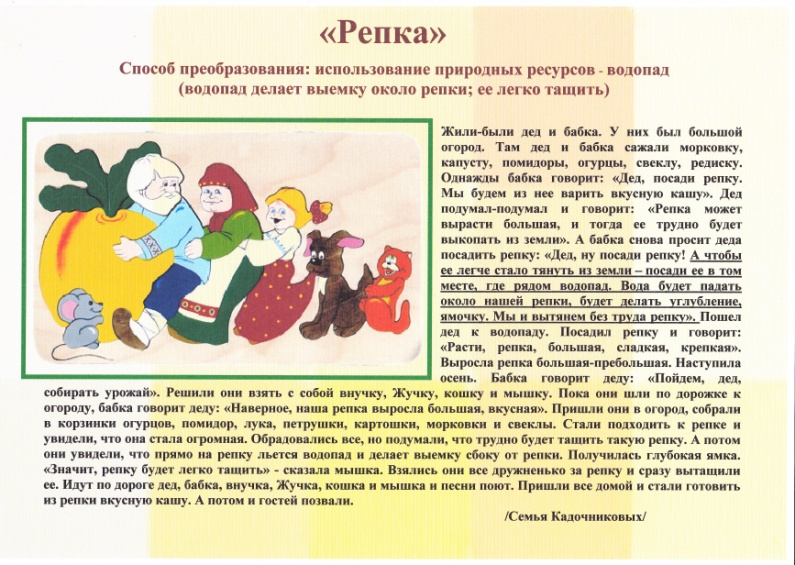 «Репка»
Способ преобразования: использование природных ресурсов - водопад
(водопад делает выемку около репки; ее легко тащить)
Жили-были дед и бабка. У них был большой
огород. Там дед и бабка сажали морковку,
капусту, помидоры, огурцы, свеклу, редиску.
Однажды бабка говорит: «Дед, посади репку.
Мы будем из нее варить вкусную кашу». Дед
подумал-подумал и говорит: «Репка может
вырасти большая, и тогда ее трудно будет
выкопать из земли». А бабка снова просит деда
посадить репку: «Дед, ну посади репку! А чтобы
ее легче стало тянуть из земли – посади ее в том
месте, где рядом водопад. Вода будет падать
около нашей репки, будет делать углубление,
ямочку. Мы и вытянем без труда репку». Пошел
дед к водопаду. Посадил репку и говорит:
«Расти, репка, большая, сладкая, крепкая».
Выросла репка большая-пребольшая. Наступила
осень. Бабка говорит деду: «Пойдем, дед,
собирать урожай». Решили они взять с собой внучку, Жучку, кошку и мышку. Пока они шли по дорожке к
огороду, бабка говорит деду: «Наверное, наша репка выросла большая, вкусная». Пришли они в огород, собрали
в корзинки огурцов, помидор, лука, петрушки, картошки, морковки и свеклы. Стали подходить к репке и
увидели, что она стала огромная. Обрадовались все, но подумали, что трудно будет тащить такую репку. А потом
они увидели, что прямо на репку льется водопад и делает выемку сбоку от репки. Получилась глубокая ямка.
«Значит, репку будет легко тащить» - сказала мышка. Взялись они все дружненько за репку и сразу вытащили
ее. Идут по дороге дед, бабка, внучка, Жучка, кошка и мышка и песни поют. Пришли все домой и стали готовить
из репки вкусную кашу. А потом и гостей позвали.
/Семья Кадочниковых/